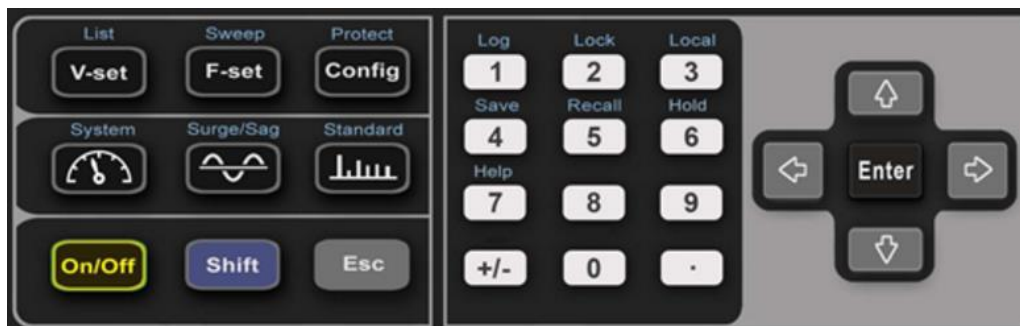 List Sweep Protect
V-set F-set Config
System Surge/Sag Standard
On/Off Shift Esc
Log Lock Local
1 2 3
Save Recall Hold
4 5 6
Help
7 8 9
+/- 0 .
Enter